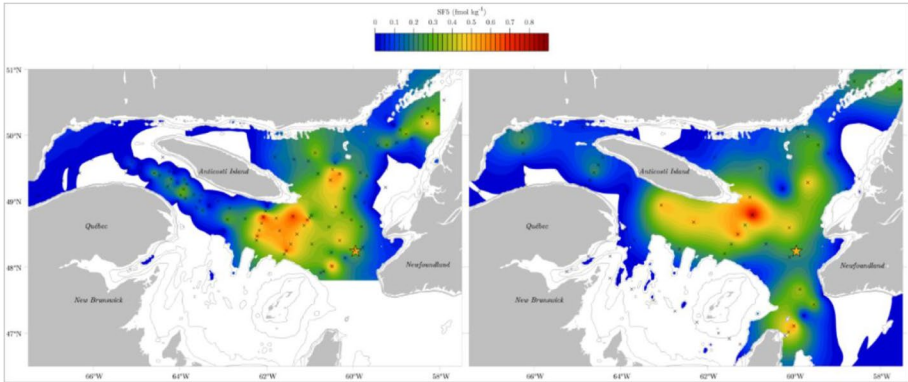 SF5 (fmol kg⁻¹)
0 0.1 0.2 0.3 0.4 0.5 0.6 0.7 0.8
51°N
50°N
49°N
48°N
47°N
Anticosti Island
Anticosti Island
Québec
Québec
Newfoundland
Newfoundland
New Brunswick
New Brunswick
66°W 64°W 62°W 60°W 58°W
66°W 64°W 62°W 60°W 58°W